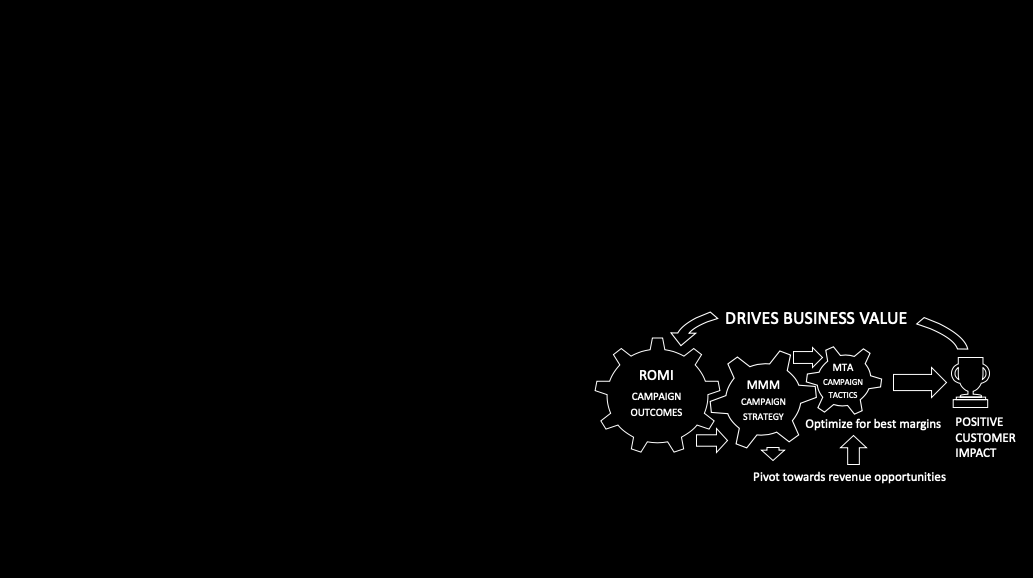 DRIVES BUSINESS VALUE
ROMI
CAMPAIGN
OUTCOMES
MMM
CAMPAIGN
STRATEGY
MTA
CAMPAIGN
TACTICS
Optimize for best margins
POSITIVE
CUSTOMER
IMPACT
Pivot towards revenue opportunities